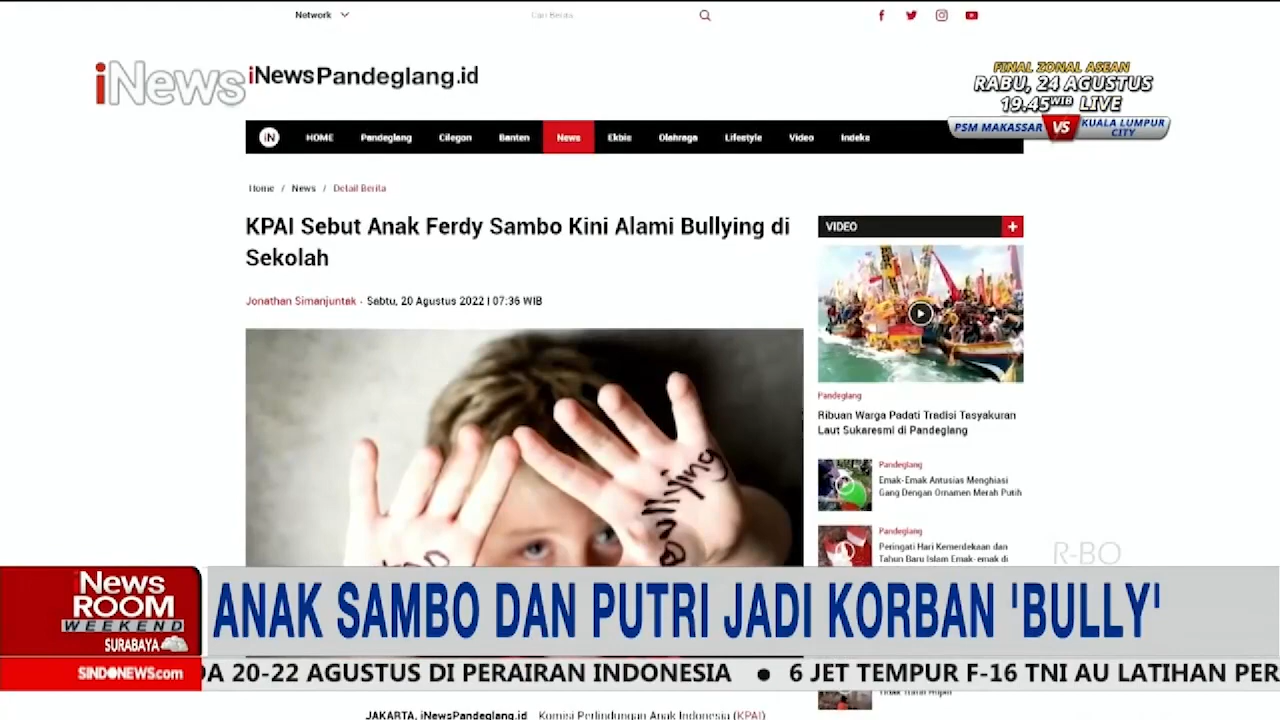 Network
Cari Berita
iNews
iNewsPandeglang.id
FINAL ZONAL ASEAN
RABU, 24 AGUSTUS
19.45WIB LIVE
PSM MAKASSAR VS KUALA LUMPUR CITY
iN HOME Pandeglang Cilegon Banten News Ekbis Olahraga Lifestyle Video Indeks
Home / News / Detail Berita
KPAI Sebut Anak Ferdy Sambo Kini Alami Bullying di
Sekolah
Jonathan Simanjuntak · Sabtu, 20 Agustus 2022 | 07:36 WIB
Bullying
VIDEO +
Pandeglang
Ribuan Warga Padati Tradisi Tasyakuran
Laut Sukaresmi di Pandeglang
Pandeglang
Emak-Emak Antusias Menghiasi
Gang Dengan Ornamen Merah Putih
Pandeglang
Peringati Hari Kemerdekaan dan
Tahun Baru Islam Emak-emak di
R-BO
iNews
ROOM
WEEKEND
SURABAYA
ANAK SAMBO DAN PUTRI JADI KORBAN 'BULLY'
SINDONEWS.com
DA 20-22 AGUSTUS DI PERAIRAN INDONESIA ● 6 JET TEMPUR F-16 TNI AU LATIHAN PER
JAKARTA, iNewsPandeglang.id Komisi Perlindungan Anak Indonesia (KPAI)